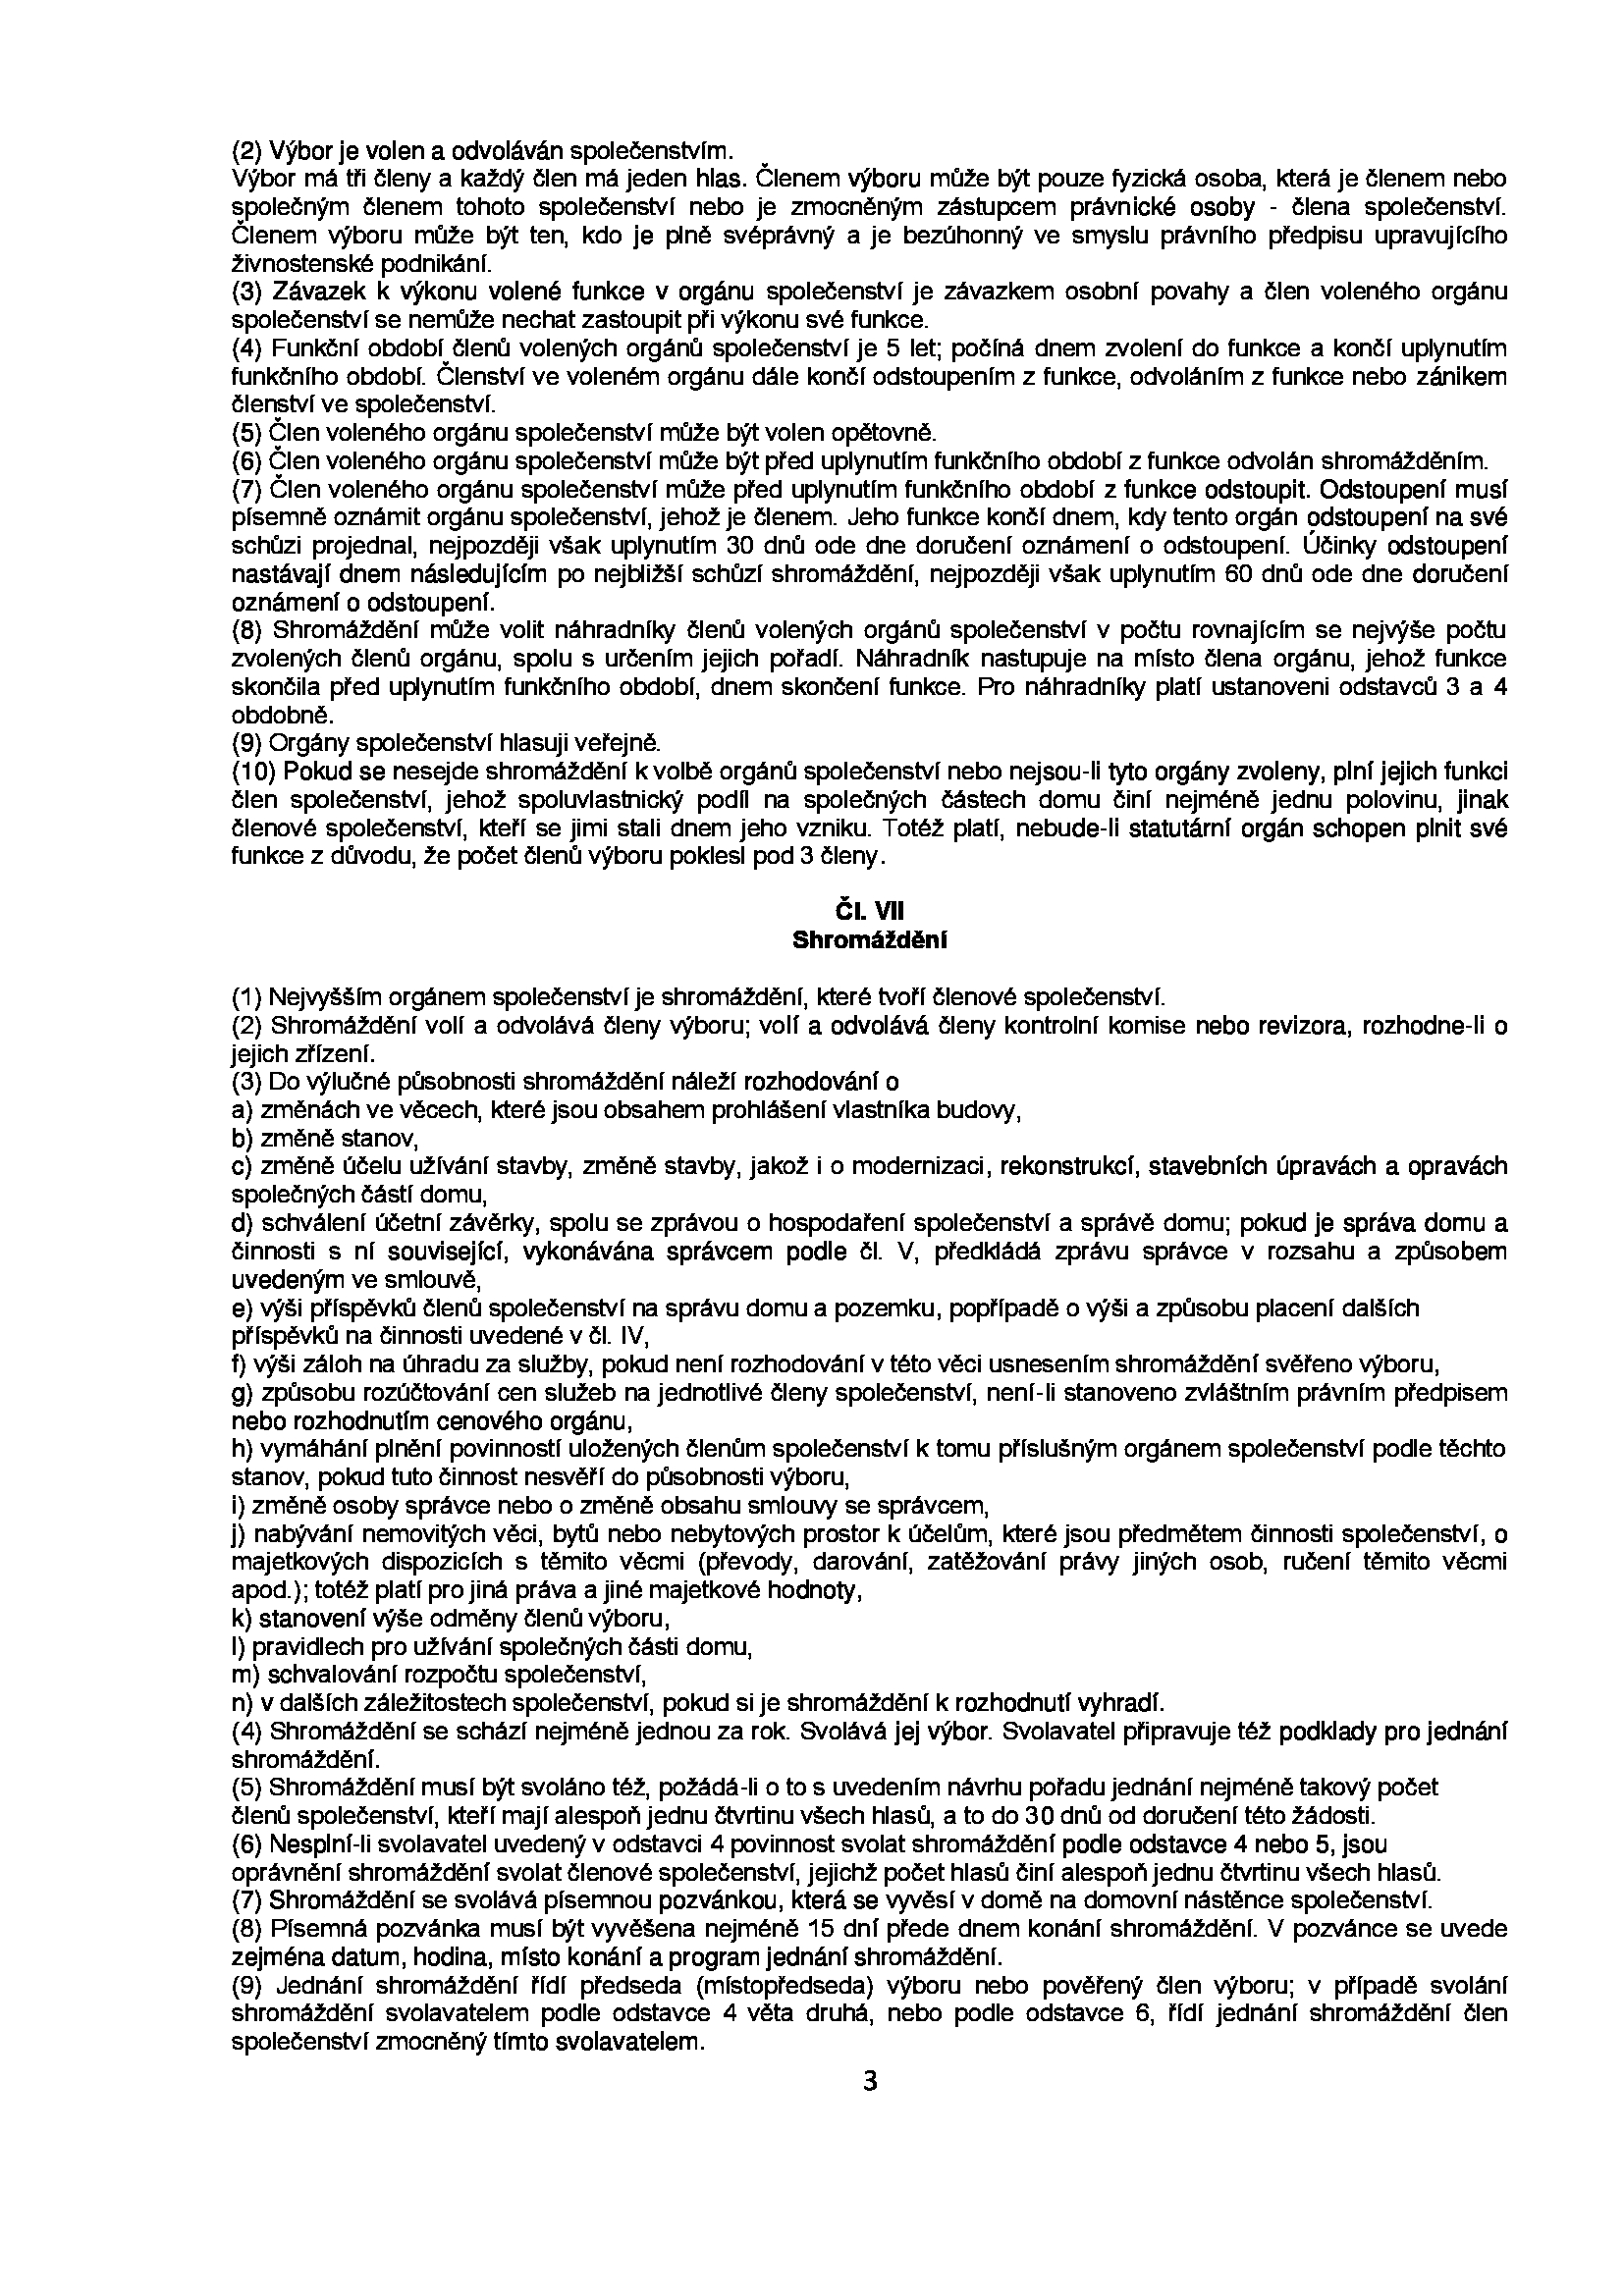 (2) Výbor je volen a odvoláván společenstvím.
Výbor má tři členy a každý člen má jeden hlas. Členem výboru může být pouze fyzická osoba, která je členem nebo
společným členem tohoto společenství nebo je zmocněným zástupcem právnické osoby - člena společenství.
Členem výboru může být ten, kdo je plně svéprávný a je bezúhonný ve smyslu právního předpisu upravujícího
živnostenské podnikání.
(3) Závazek k výkonu volené funkce v orgánu společenství je závazkem osobní povahy a člen voleného orgánu
společenství se nemůže nechat zastoupit při výkonu své funkce.
(4) Funkční období členů volených orgánů společenství je 5 let; počíná dnem zvolení do funkce a končí uplynutím
funkčního období. Členství ve voleném orgánu dále končí odstoupením z funkce, odvoláním z funkce nebo zánikem
členství ve společenství.
(5) Člen voleného orgánu společenství může být volen opětovně.
(6) Člen voleného orgánu společenství může být před uplynutím funkčního období z funkce odvolán shromážděním.
(7) Člen voleného orgánu společenství může před uplynutím funkčního období z funkce odstoupit. Odstoupení musí
písemně oznámit orgánu společenství, jehož je členem. Jeho funkce končí dnem, kdy tento orgán odstoupení na své
schůzi projednal, nejpozději však uplynutím 30 dnů ode dne doručení oznámení o odstoupení. Účinky odstoupení
nastávají dnem následujícím po nejbližší schůzí shromáždění, nejpozději však uplynutím 60 dnů ode dne doručení
oznámení o odstoupení.
(8) Shromáždění může volit náhradníky členů volených orgánů společenství v počtu rovnajícím se nejvýše počtu
zvolených členů orgánu, spolu s určením jejich pořadí. Náhradník nastupuje na místo člena orgánu, jehož funkce
skončila před uplynutím funkčního období, dnem skončení funkce. Pro náhradníky platí ustanoveni odstavců 3 a 4
obdobně.
(9) Orgány společenství hlasuji veřejně.
(10) Pokud se nesejde shromáždění k volbě orgánů společenství nebo nejsou-li tyto orgány zvoleny, plní jejich funkci
člen společenství, jehož spoluvlastnický podíl na společných částech domu činí nejméně jednu polovinu, jinak
členové společenství, kteří se jimi stali dnem jeho vzniku. Totéž platí, nebude-li statutární orgán schopen plnit své
funkce z důvodu, že počet členů výboru poklesl pod 3 členy.
Čl. VII
Shromáždění
(1) Nejvyšším orgánem společenství je shromáždění, které tvoří členové společenství.
(2) Shromáždění volí a odvolává členy výboru; volí a odvolává členy kontrolní komise nebo revizora, rozhodne-li o
jejich zřízení.
(3) Do výlučné působnosti shromáždění náleží rozhodování o
a) změnách ve věcech, které jsou obsahem prohlášení vlastníka budovy,
b) změně stanov,
c) změně účelu užívání stavby, změně stavby, jakož i o modernizaci, rekonstrukcí, stavebních úpravách a opravách
společných částí domu,
d) schválení účetní závěrky, spolu se zprávou o hospodaření společenství a správě domu; pokud je správa domu a
činnosti s ní související, vykonávána správcem podle čl. V, předkládá zprávu správce v rozsahu a způsobem
uvedeným ve smlouvě,
e) výši příspěvků členů společenství na správu domu a pozemku, popřípadě o výši a způsobu placení dalších
příspěvků na činnosti uvedené v čl. IV,
f) výši záloh na úhradu za služby, pokud není rozhodování v této věci usnesením shromáždění svěřeno výboru,
g) způsobu rozúčtování cen služeb na jednotlivé členy společenství, není-li stanoveno zvláštním právním předpisem
nebo rozhodnutím cenového orgánu,
h) vymáhání plnění povinností uložených členům společenství k tomu příslušným orgánem společenství podle těchto
stanov, pokud tuto činnost nesvěří do působnosti výboru,
i) změně osoby správce nebo o změně obsahu smlouvy se správcem,
j) nabývání nemovitých věci, bytů nebo nebytových prostor k účelům, které jsou předmětem činnosti společenství, o
majetkových dispozicích s těmito věcmi (převody, darování, zatěžování právy jiných osob, ručení těmito věcmi
apod.); totéž platí pro jiná práva a jiné majetkové hodnoty,
k) stanovení výše odměny členů výboru,
l) pravidlech pro užívání společných části domu,
m) schvalování rozpočtu společenství,
n) v dalších záležitostech společenství, pokud si je shromáždění k rozhodnutí vyhradí.
(4) Shromáždění se schází nejméně jednou za rok. Svolává jej výbor. Svolavatel připravuje též podklady pro jednání
shromáždění.
(5) Shromáždění musí být svoláno též, požádá-li o to s uvedením návrhu pořadu jednání nejméně takový počet
členů společenství, kteří mají alespoň jednu čtvrtinu všech hlasů, a to do 30 dnů od doručení této žádosti.
(6) Nesplní-li svolavatel uvedený v odstavci 4 povinnost svolat shromáždění podle odstavce 4 nebo 5, jsou
oprávnění shromáždění svolat členové společenství, jejichž počet hlasů činí alespoň jednu čtvrtinu všech hlasů.
(7) Shromáždění se svolává písemnou pozvánkou, která se vyvěsí v domě na domovní nástěnce společenství.
(8) Písemná pozvánka musí být vyvěšena nejméně 15 dní přede dnem konání shromáždění. V pozvánce se uvede
zejména datum, hodina, místo konání a program jednání shromáždění.
(9) Jednání shromáždění řídí předseda (místopředseda) výboru nebo pověřený člen výboru; v případě svolání
shromáždění svolavatelem podle odstavce 4 věta druhá, nebo podle odstavce 6, řídí jednání shromáždění člen
společenství zmocněný tímto svolavatelem.
3